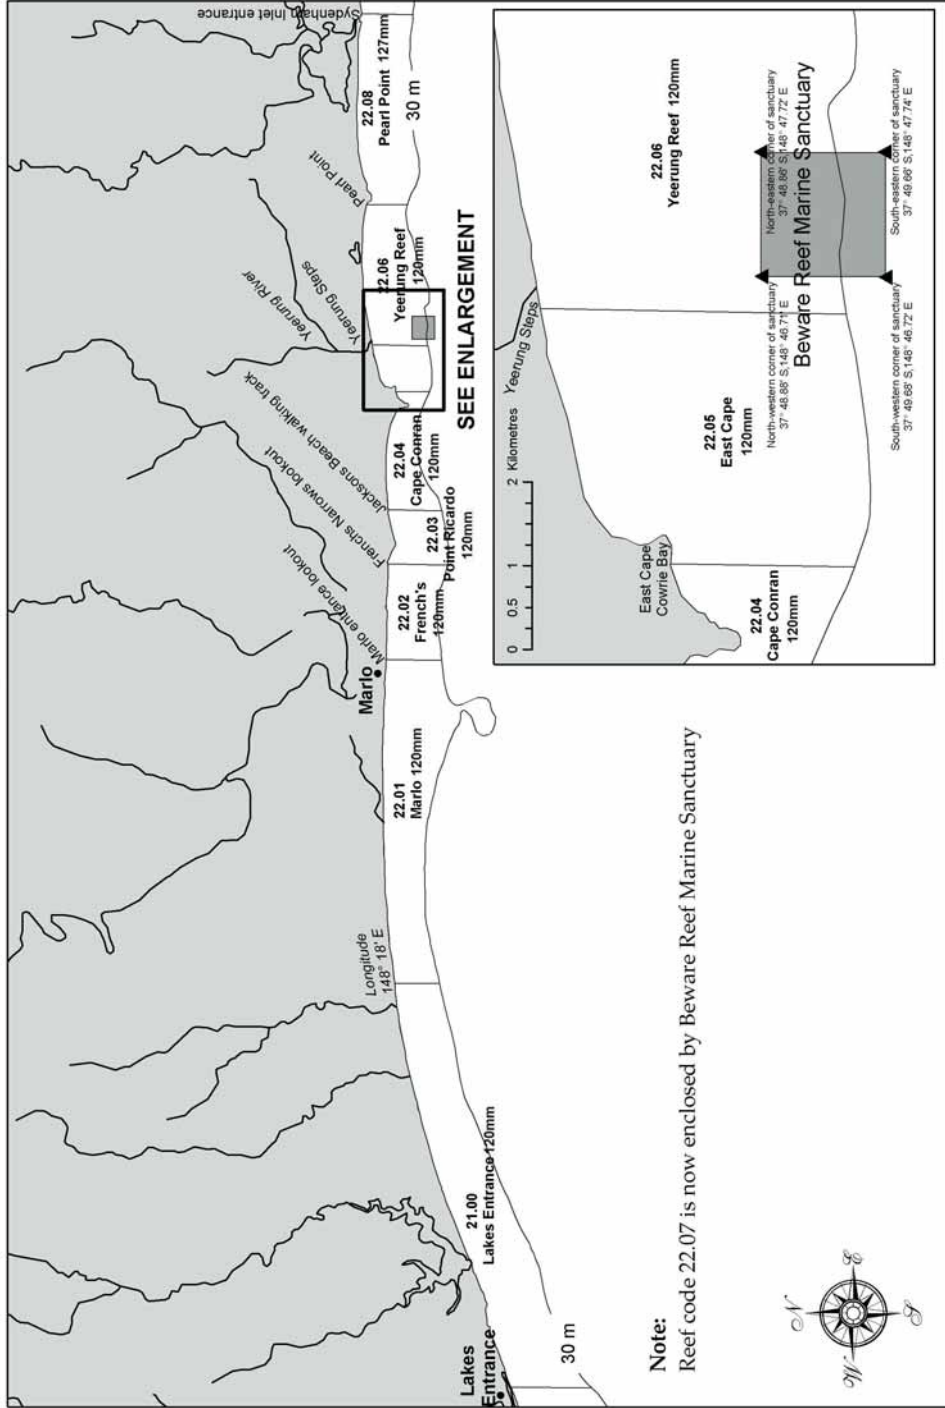 Lakes
Entrance
30 m
21.00
Lakes Entrance 120mm
Longitude
148° 18' E
22.01
Marlo 120mm
Marlo
Marlo entrance lookout
22.02
French's
120mm
Frenchs Narrows lookout
22.03
Point Ricardo
120mm
Jacksons Beach walking track
22.04
Cape Conran
120mm
Yeerung River
Yeerung Steps
22.06
Yeerung Reef
120mm
Pearl Point
22.08
Pearl Point 127mm
30 m
Sydenham Inlet entrance
SEE ENLARGEMENT
0 0.5 1 2 Kilometres
Yeerung Steps
East Cape
Cowrie Bay
22.04
Cape Conran
120mm
22.05
East Cape
120mm
22.06
Yeerung Reef 120mm
North-western corner of sanctuary
37° 48.88' S,148° 46.71' E
North-eastern corner of sanctuary
37° 48.86' S,148° 47.72' E
Beware Reef Marine Sanctuary
South-western corner of sanctuary
37° 49.68' S,148° 46.72' E
South-eastern corner of sanctuary
37° 49.66' S,148° 47.74' E
Note:
Reef code 22.07 is now enclosed by Beware Reef Marine Sanctuary
N
W
E
S